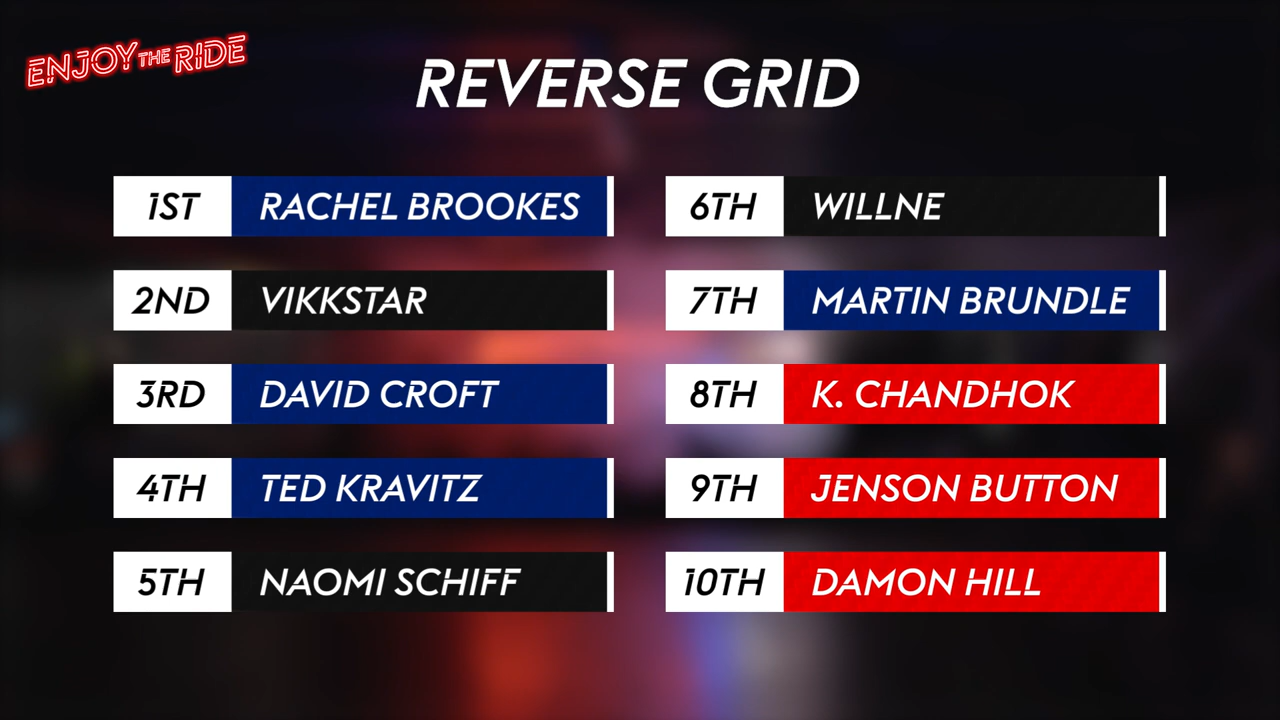 ENJOY THE RIDE
REVERSE GRID
1ST RACHEL BROOKES
2ND VIKKSTAR
3RD DAVID CROFT
4TH TED KRAVITZ
5TH NAOMI SCHIFF
6TH WILLNE
7TH MARTIN BRUNDLE
8TH K. CHANDHOK
9TH JENSON BUTTON
10TH DAMON HILL